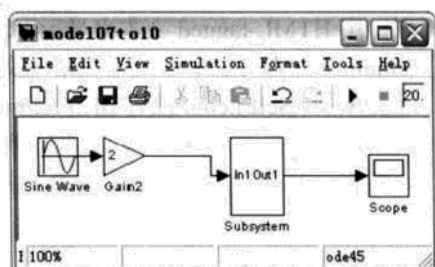 model07to10
File Edit View Simulation Format Tools Help
20.
2
In1 Out1
Sine Wave Gain2
Subsystem
Scope
100% ode45